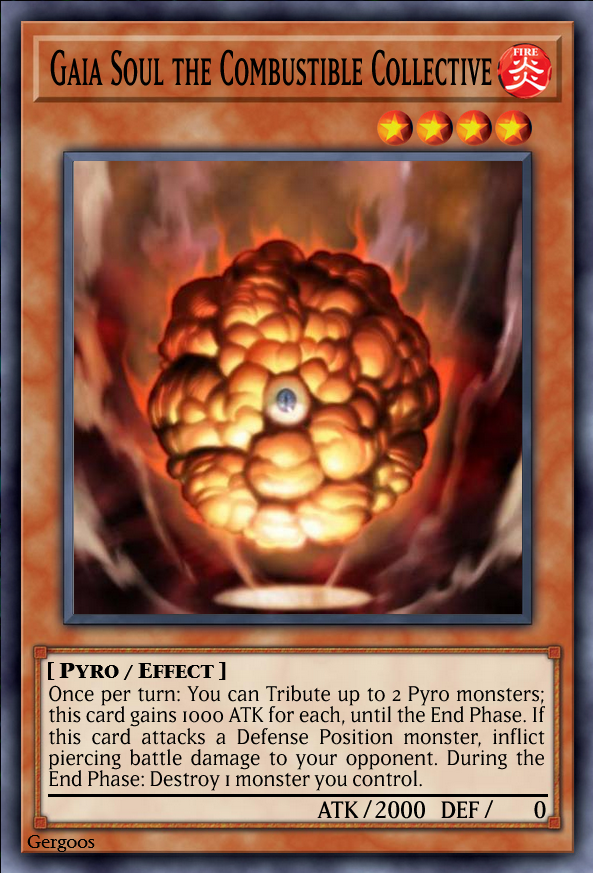 Gaia Soul the Combustible Collective
FIRE
炎
[ Pyro / Effect ]
Once per turn: You can Tribute up to 2 Pyro monsters;
this card gains 1000 ATK for each, until the End Phase. If
this card attacks a Defense Position monster, inflict
piercing battle damage to your opponent. During the
End Phase: Destroy 1 monster you control.
ATK / 2000 DEF / 0
Gergoos